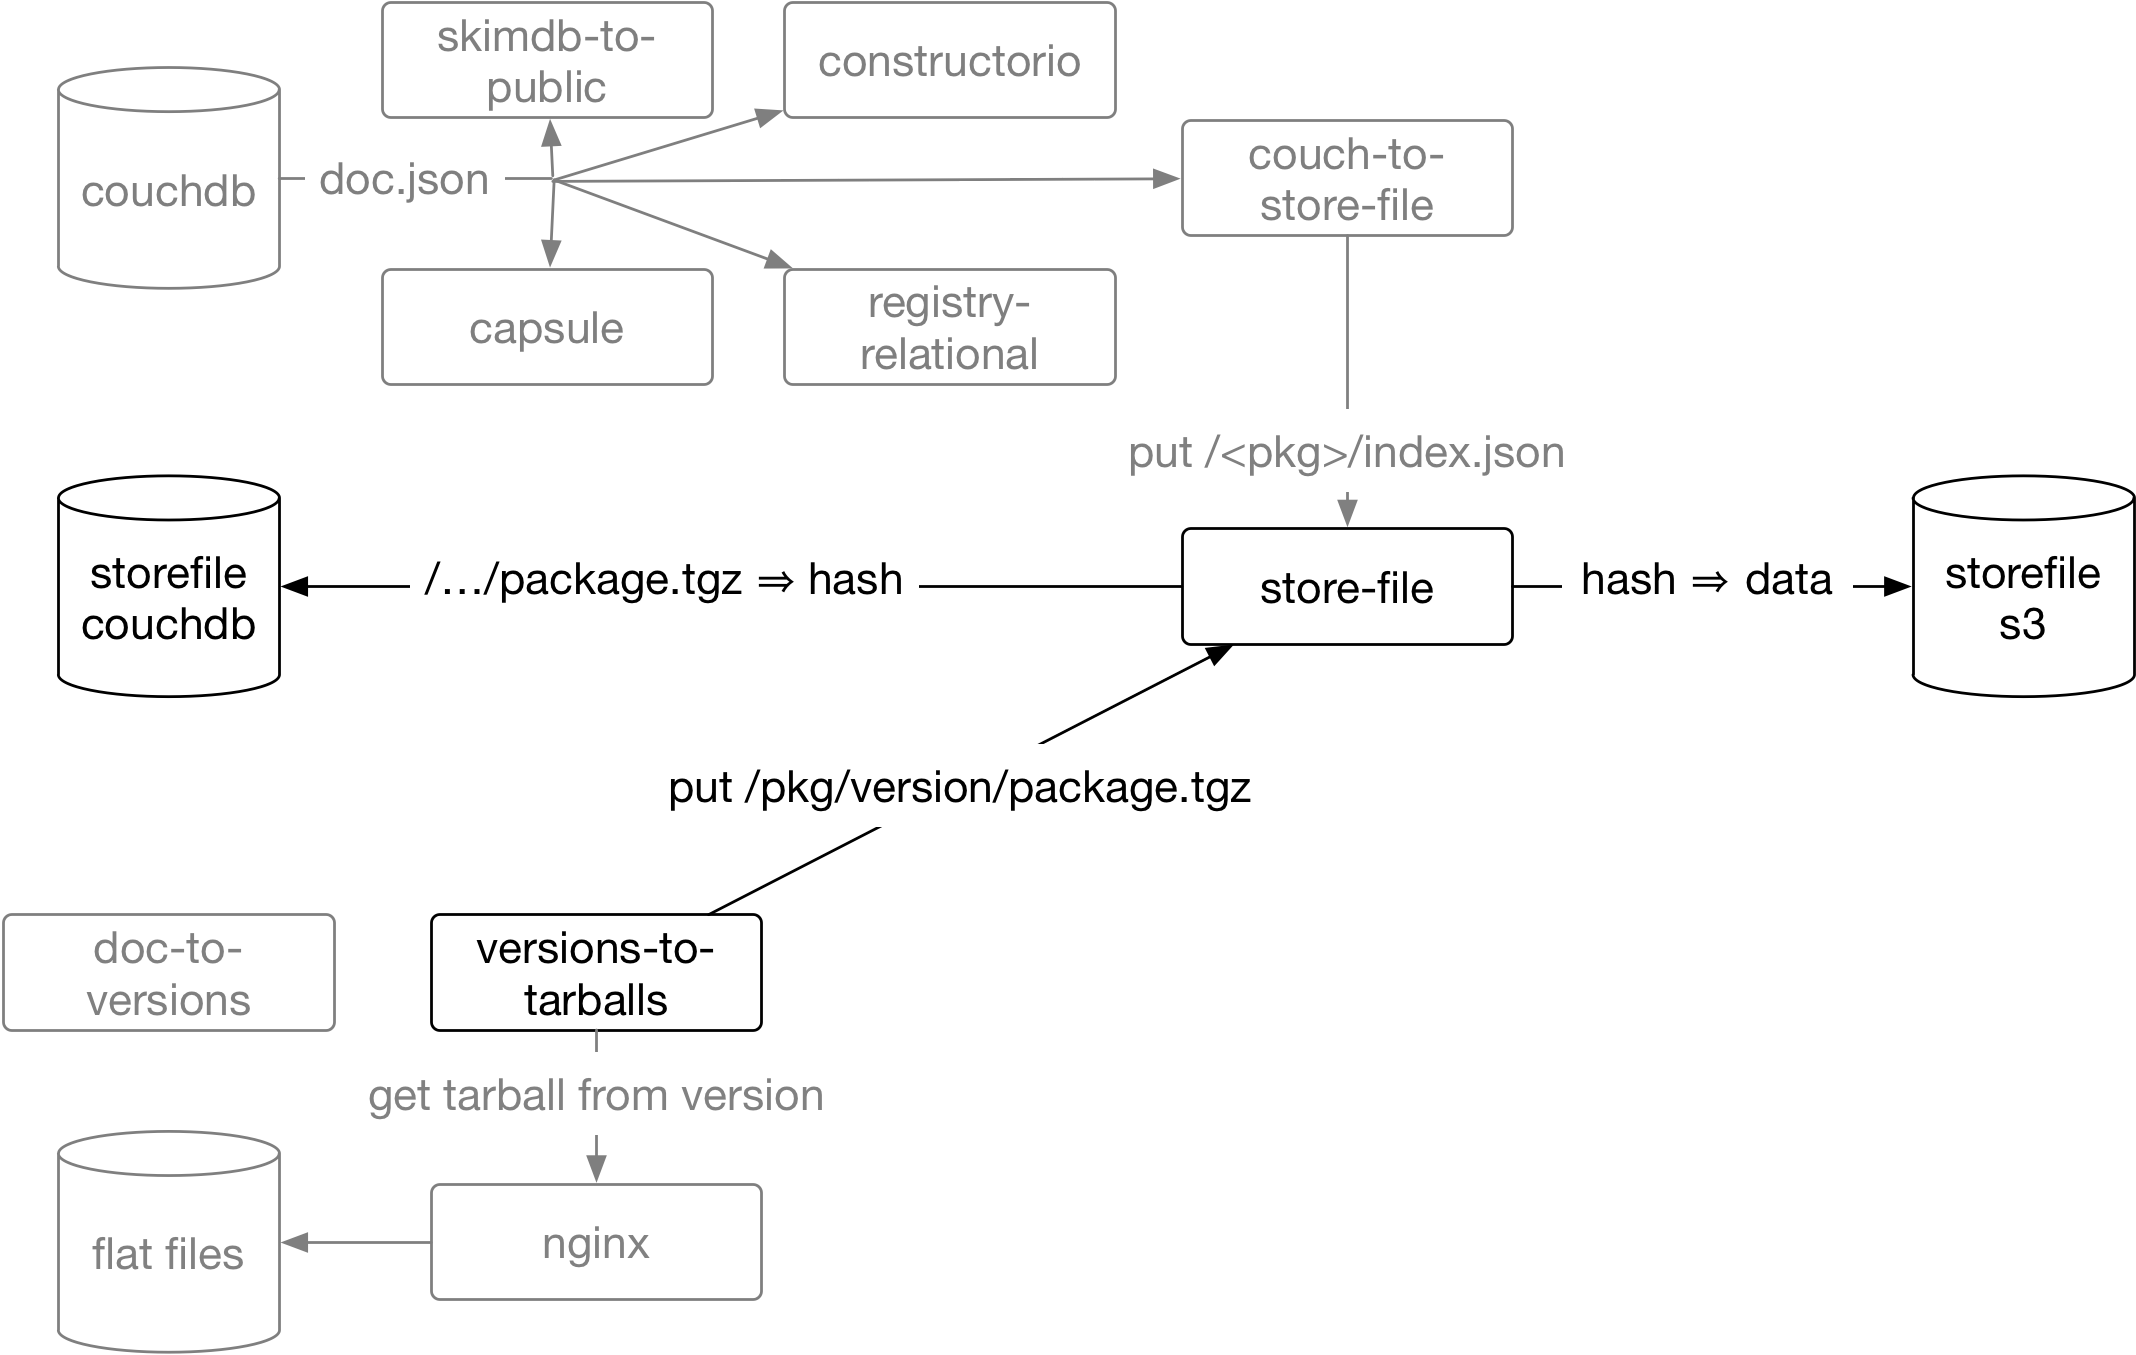 skimdb-to-
public
constructorio
couchdb
doc.json
couch-to-
store-file
capsule
registry-
relational
put /<pkg>/index.json
storefile
couchdb
/…/package.tgz ⇒ hash
store-file
hash ⇒ data
storefile
s3
put /pkg/version/package.tgz
doc-to-
versions
versions-to-
tarballs
get tarball from version
flat files
nginx